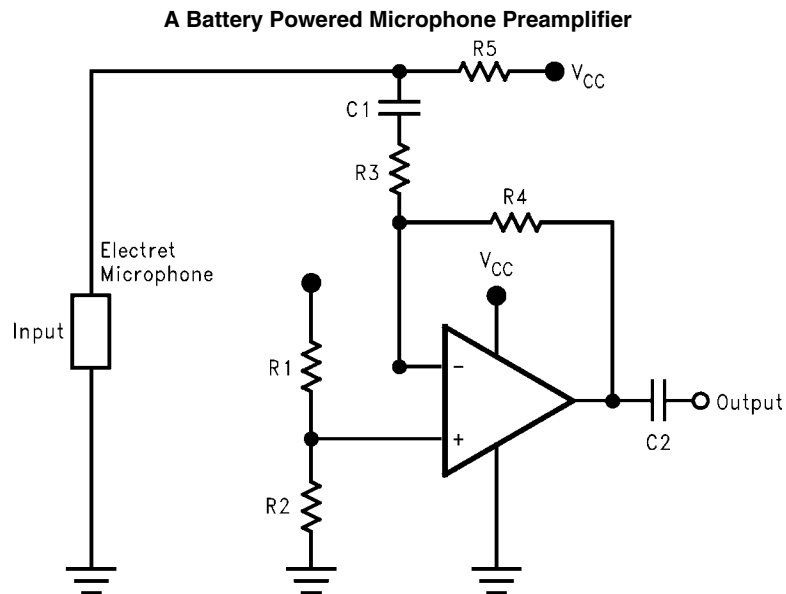 A Battery Powered Microphone Preamplifier
R5
VCC
C1
R3
R4
Electret
Microphone
VCC
Input
R1
−
Output
+
C2
R2